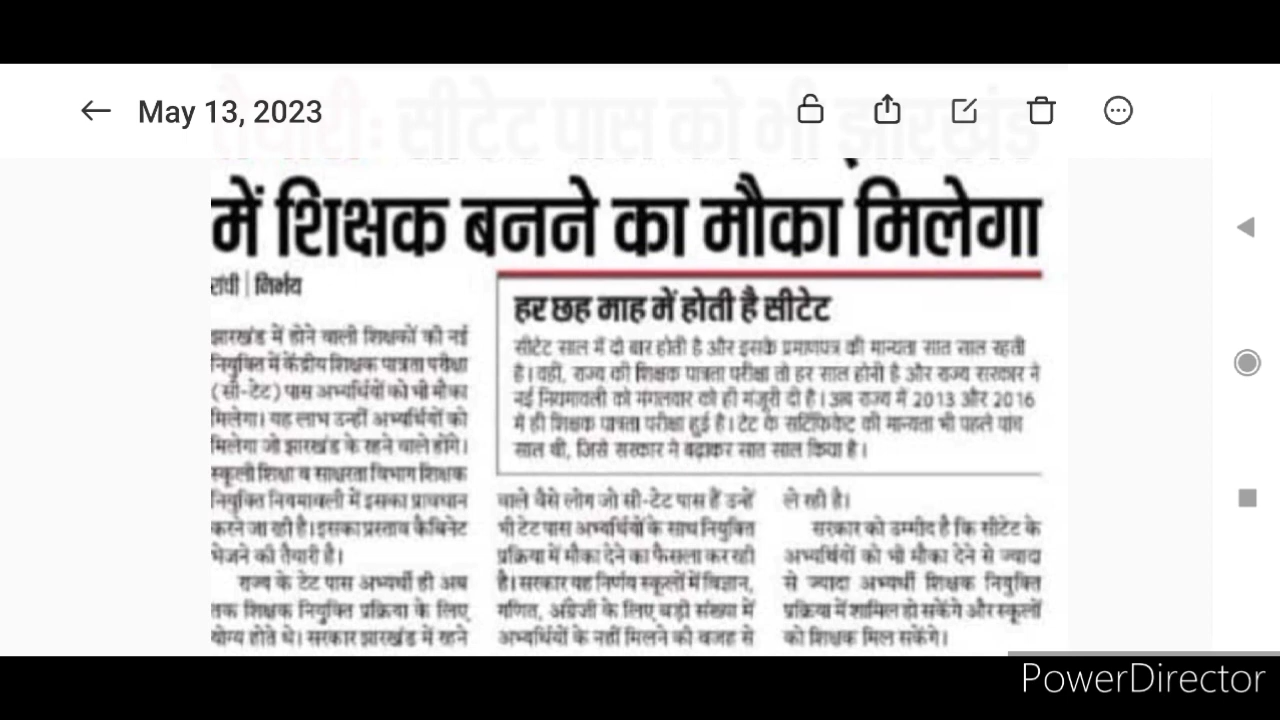 May 13, 2023
तैयारी: सीटेट पास को भी झारखंड
में शिक्षक बनने का मौका मिलेगा
रांची | निर्भय
झारखंड में होने वाली शिक्षकों की नई
नियुक्ति में केंद्रीय शिक्षक पात्रता परीक्षा
(सी-टेट) पास अभ्यर्थियों को भी मौका
मिलेगा। यह लाभ उन्हीं अभ्यर्थियों को
मिलेगा जो झारखंड के रहने वाले होंगे।
स्कूली शिक्षा व साक्षरता विभाग शिक्षक
नियुक्ति नियमावली में इसका प्रावधान
करने जा रही है। इसका प्रस्ताव कैबिनेट
भेजने की तैयारी है।
राज्य के टेट पास अभ्यर्थी ही अब
तक शिक्षक नियुक्ति प्रक्रिया के लिए
योग्य होते थे। सरकार झारखंड में रहने
हर छह माह में होती है सीटेट
सीटेट साल में दो बार होती है और इसके प्रमाणपत्र की मान्यता सात साल रहती
है। वहीं, राज्य की शिक्षक पात्रता परीक्षा तो हर साल होनी है और राज्य सरकार ने
नई नियमावली को मंगलवार को ही मंजूरी दी है। अब राज्य में 2013 और 2016
में ही शिक्षक पात्रता परीक्षा हुई है। टेट के सर्टिफिकेट की मान्यता भी पहले पांच
साल थी, जिसे सरकार ने बढ़ाकर सात साल किया है।
वाले वैसे लोग जो सी-टेट पास हैं उन्हें
भी टेट पास अभ्यर्थियों के साथ नियुक्ति
प्रक्रिया में मौका देने का फैसला कर रही
है। सरकार यह निर्णय स्कूलों में विज्ञान,
गणित, अंग्रेजी के लिए बड़ी संख्या में
अभ्यर्थियों के नहीं मिलने की वजह से
ले रही है।
सरकार को उम्मीद है कि सीटेट के
अभ्यर्थियों को भी मौका देने से ज्यादा
से ज्यादा अभ्यर्थी शिक्षक नियुक्ति
प्रक्रिया में शामिल हो सकेंगे और स्कूलों
को शिक्षक मिल सकेंगे।
PowerDirector